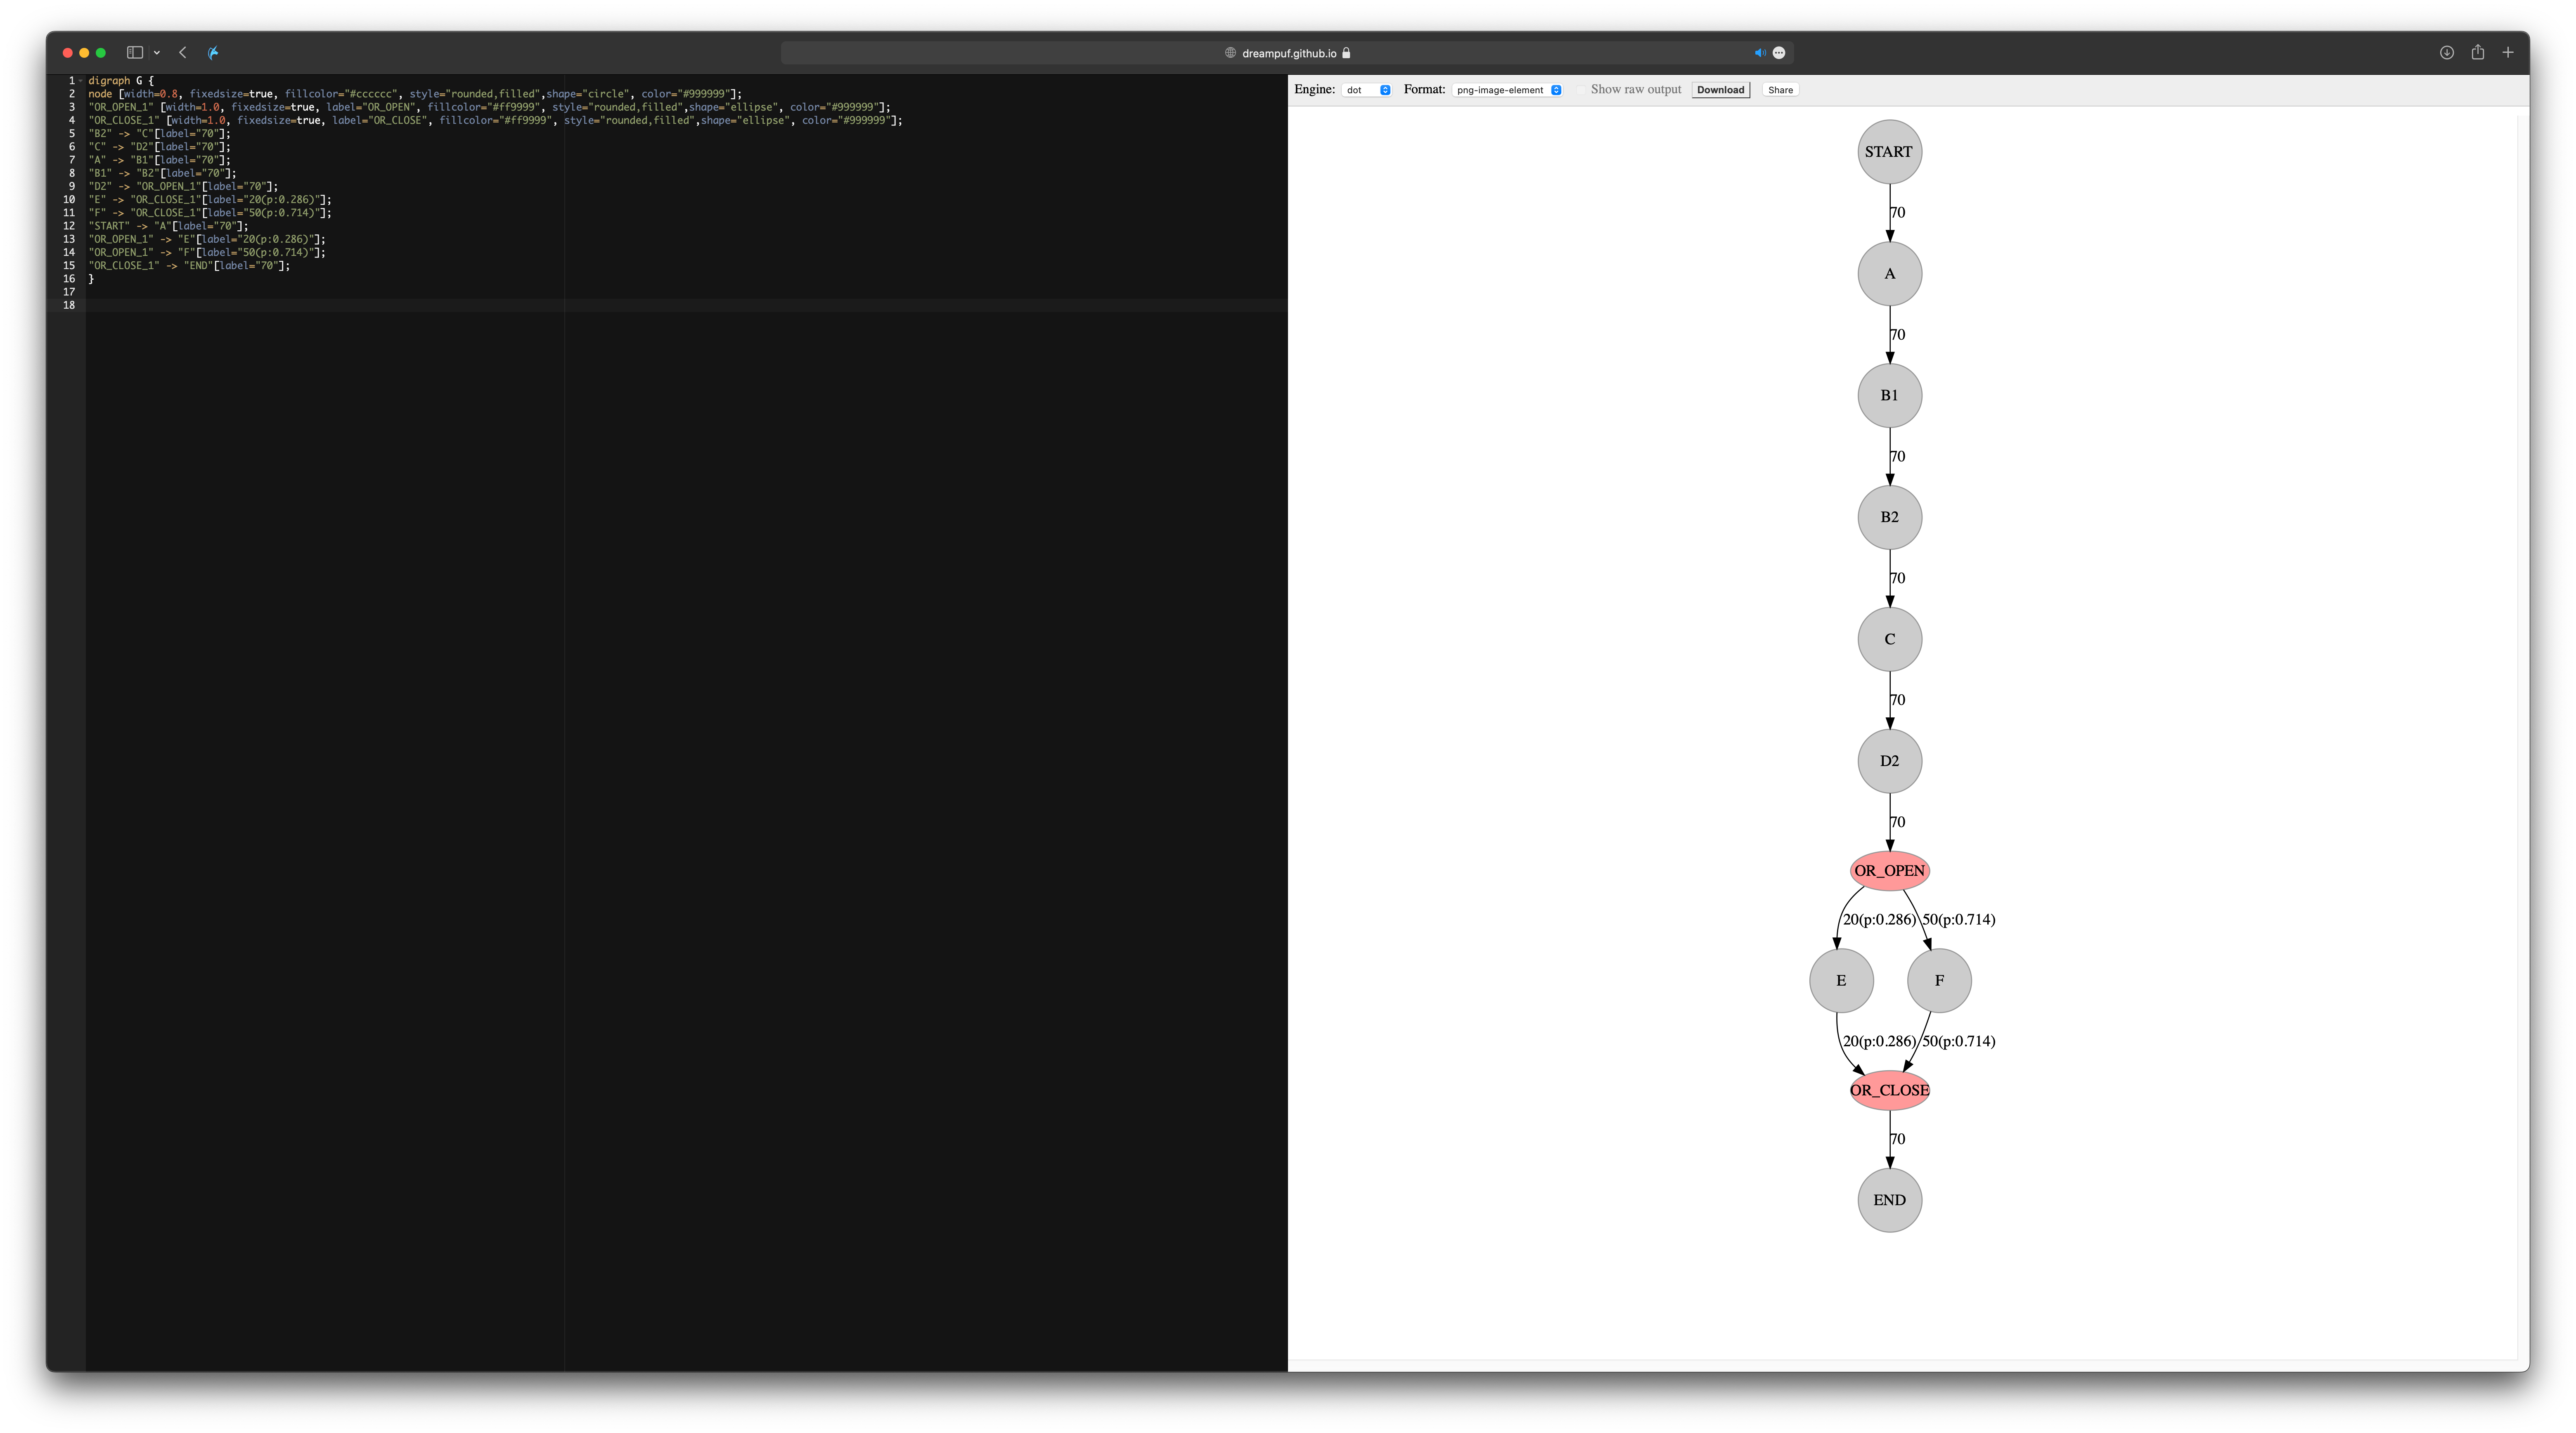 dreampuf.github.io
1 digraph G {
2 node [width=0.8, fixedsize=true, fillcolor="#cccccc", style="rounded,filled",shape="circle", color="#999999"];
3 "OR_OPEN_1" [width=1.0, fixedsize=true, label="OR_OPEN", fillcolor="#ff9999", style="rounded,filled",shape="ellipse", color="#999999"];
4 "OR_CLOSE_1" [width=1.0, fixedsize=true, label="OR_CLOSE", fillcolor="#ff9999", style="rounded,filled",shape="ellipse", color="#999999"];
5 "B2" -> "C"[label="70"];
6 "C" -> "D2"[label="70"];
7 "A" -> "B1"[label="70"];
8 "B1" -> "B2"[label="70"];
9 "D2" -> "OR_OPEN_1"[label="70"];
10 "E" -> "OR_CLOSE_1"[label="20(p:0.286)"];
11 "F" -> "OR_CLOSE_1"[label="50(p:0.714)"];
12 "START" -> "A"[label="70"];
13 "OR_OPEN_1" -> "E"[label="20(p:0.286)"];
14 "OR_OPEN_1" -> "F"[label="50(p:0.714)"];
15 "OR_CLOSE_1" -> "END"[label="70"];
16 }
17
18
Engine: dot Format: png-image-element Show raw output Download Share
START
70
A
70
B1
70
B2
70
C
70
D2
70
OR_OPEN
20(p:0.286) 50(p:0.714)
E F
20(p:0.286) 50(p:0.714)
OR_CLOSE
70
END